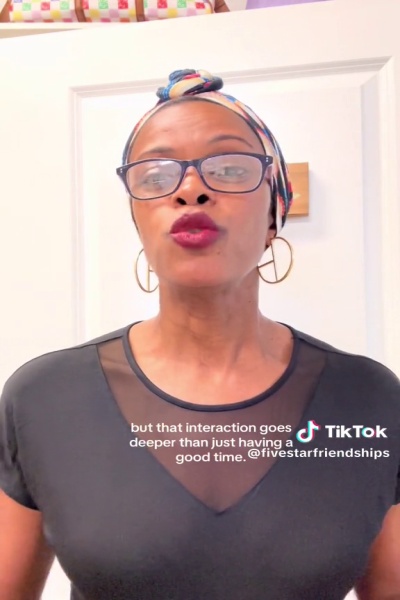 but that interaction goes
deeper than just having a
good time.
TikTok
@fivestarfriendships